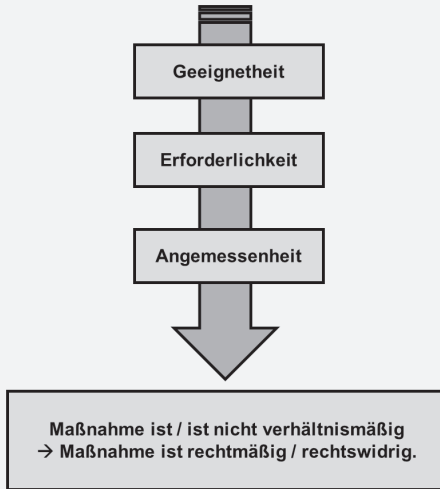 Geeignetheit
Erforderlichkeit
Angemessenheit
Maßnahme ist / ist nicht verhältnismäßig
→ Maßnahme ist rechtmäßig / rechtswidrig.